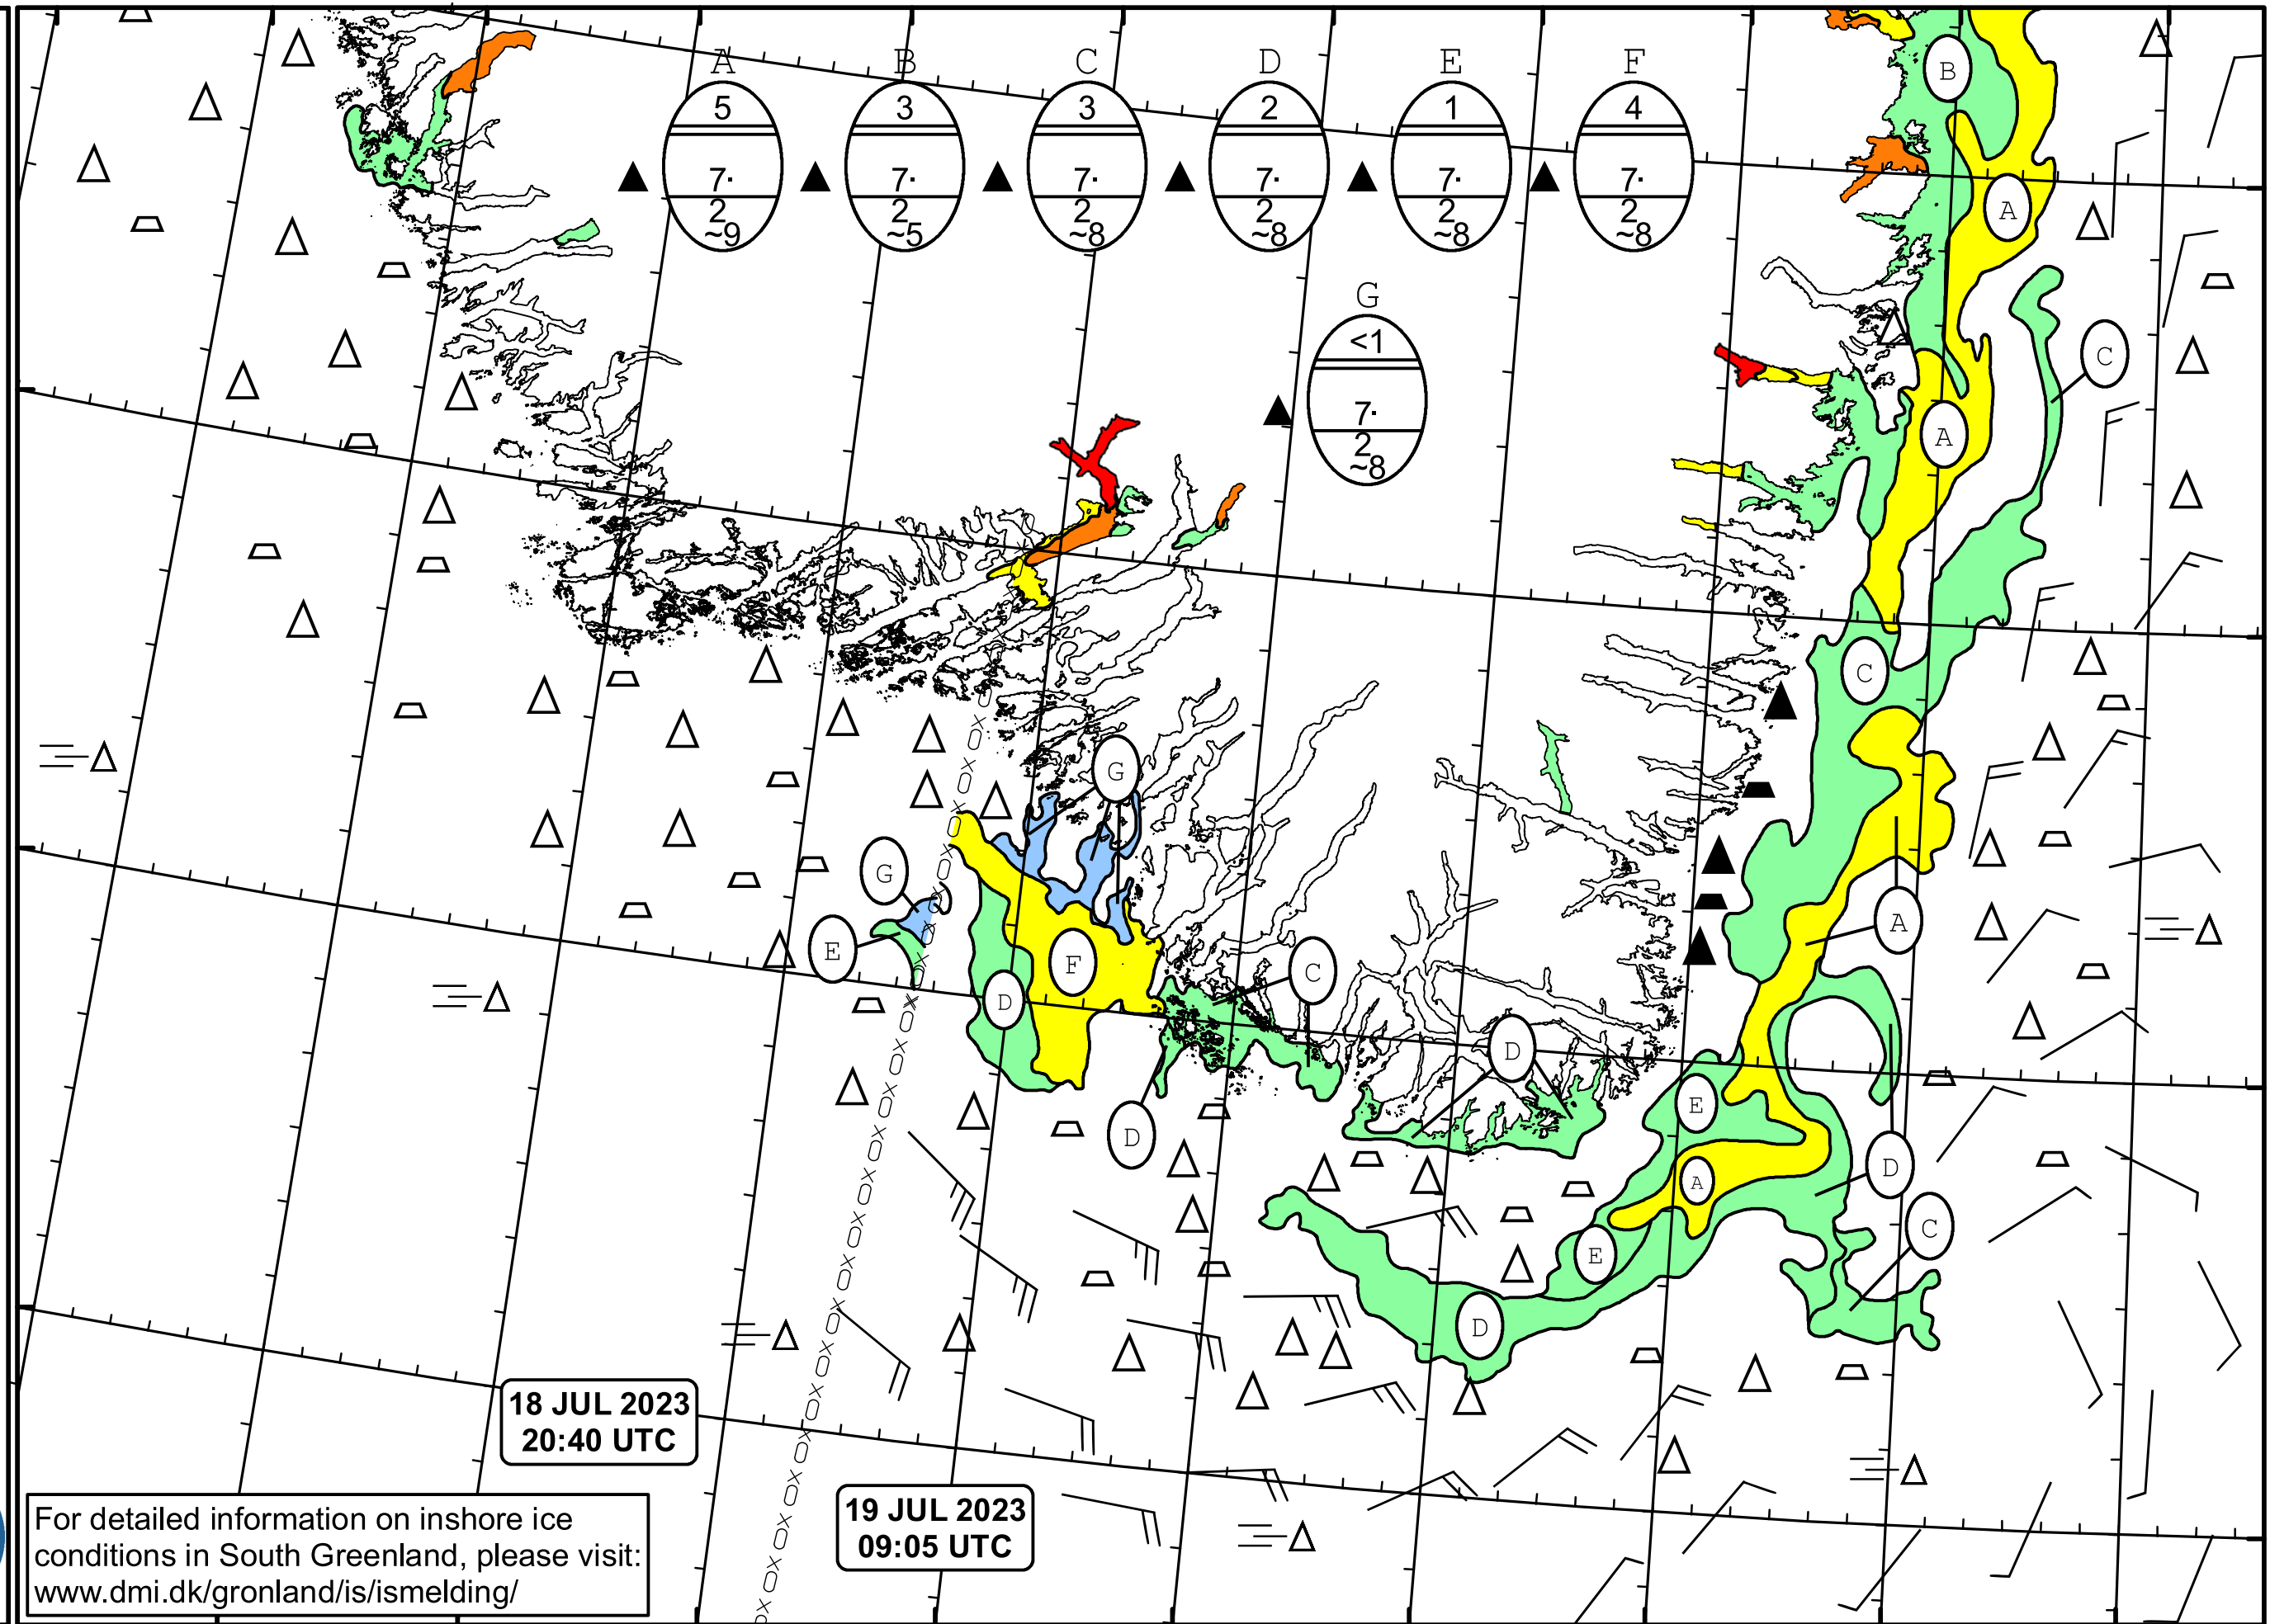 A B C D E F
5 3 3 2 1 4
7· 7· 7· 7· 7· 7·
2 2 2 2 2 2
~9 ~5 ~8 ~8 ~8 ~8
B
A
G
<1
7·
2
~8
C
A
C
G
G
A
E
F
C
D
D
E
D
D
A
C
E
D
18 JUL 2023
20:40 UTC
19 JUL 2023
09:05 UTC
For detailed information on inshore ice
conditions in South Greenland, please visit:
www.dmi.dk/gronland/is/ismelding/